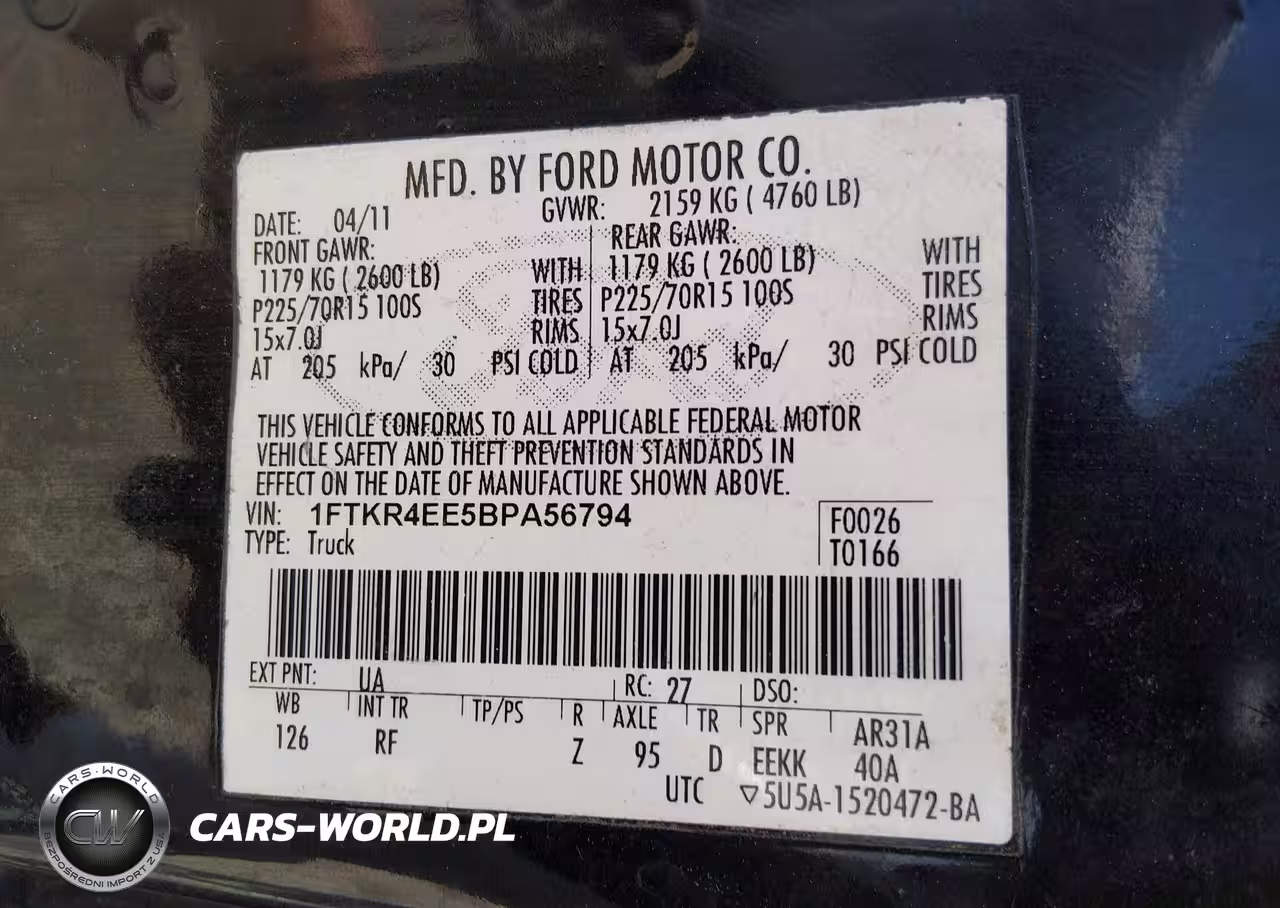 MFD. BY FORD MOTOR CO.
DATE: 04/11 GVWR: 2159 KG ( 4760 LB)
FRONT GAWR: REAR GAWR:
1179 KG ( 2600 LB) WITH 1179 KG ( 2600 LB) WITH
P225/70R15 100S TIRES P225/70R15 100S TIRES
15x7.0J RIMS 15x7.0J RIMS
AT 205 kPa/ 30 PSI COLD AT 205 kPa/ 30 PSI COLD
THIS VEHICLE CONFORMS TO ALL APPLICABLE FEDERAL MOTOR
VEHICLE SAFETY AND THEFT PREVENTION STANDARDS IN
EFFECT ON THE DATE OF MANUFACTURE SHOWN ABOVE.
VIN: 1FTKR4EE5BPA56794 F0026
TYPE: Truck T0166
EXT PNT: UA RC: 27 DSO:
WB INT TR TP/PS R AXLE TR SPR AR31A
126 RF Z 95 D EEKK 40A
UTC ▽5U5A-1520472-BA
CARS-WORLD
CW
BEZPOŚREDNI IMPORT Z USA
CARS-WORLD.PL